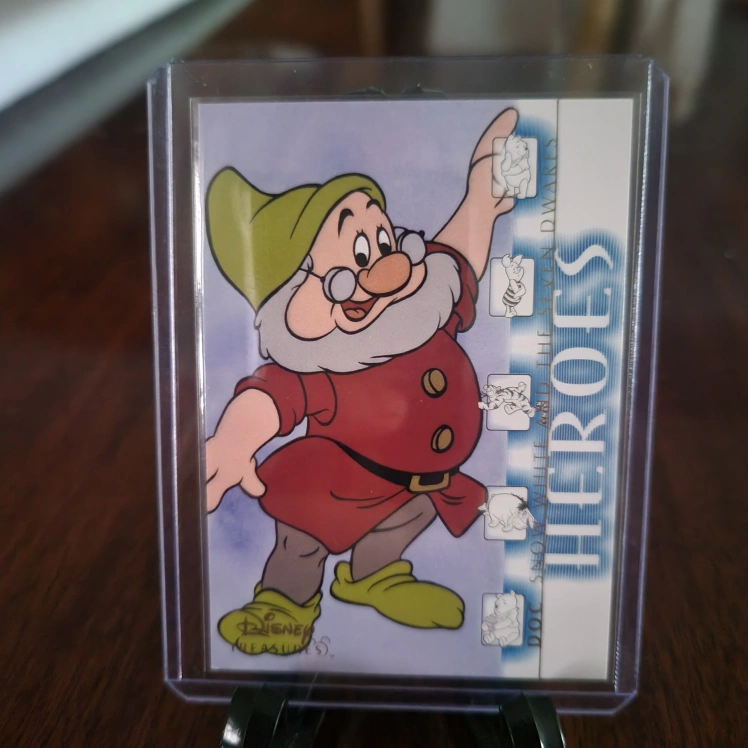 HEROES
DOC SNOW WHITE AND THE SEVEN DWARFS
DISNEY
TREASURES